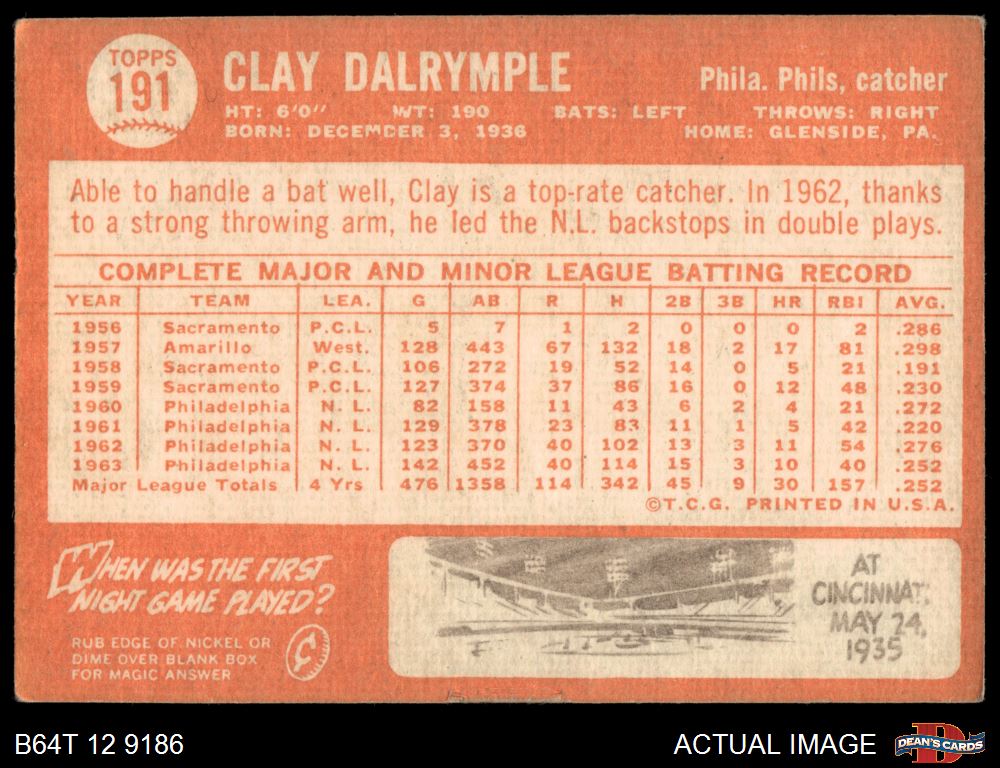 TOPPS
191
CLAY DALRYMPLE
Phila. Phils, catcher
HT: 6'0" WT: 190 BATS: LEFT THROWS: RIGHT
BORN: DECEMBER 3, 1936 HOME: GLENSIDE, PA.
Able to handle a bat well, Clay is a top-rate catcher. In 1962, thanks
to a strong throwing arm, he led the N.L. backstops in double plays.
COMPLETE MAJOR AND MINOR LEAGUE BATTING RECORD
YEAR TEAM LEA. G AB R H 2B 3B HR RBI AVG.
1956 Sacramento P.C.L. 5 7 1 2 0 0 0 2 .286
1957 Amarillo West. 128 443 67 132 18 2 17 81 .298
1958 Sacramento P.C.L. 106 272 19 52 14 0 5 21 .191
1959 Sacramento P.C.L. 127 374 37 86 16 0 12 48 .230
1960 Philadelphia N. L. 82 158 11 43 6 2 4 21 .272
1961 Philadelphia N. L. 129 378 23 83 11 1 5 42 .220
1962 Philadelphia N. L. 123 370 40 102 13 3 11 54 .276
1963 Philadelphia N. L. 142 452 40 114 15 3 10 40 .252
Major League Totals 4 Yrs 476 1358 114 342 45 9 30 157 .252
©T.C.G. PRINTED IN U.S.A.
WHEN WAS THE FIRST
NIGHT GAME PLAYED?
RUB EDGE OF NICKEL OR
DIME OVER BLANK BOX
FOR MAGIC ANSWER
AT
CINCINNATI,
MAY 24,
1935
B64T 12 9186
ACTUAL IMAGE
DEAN'S CARDS